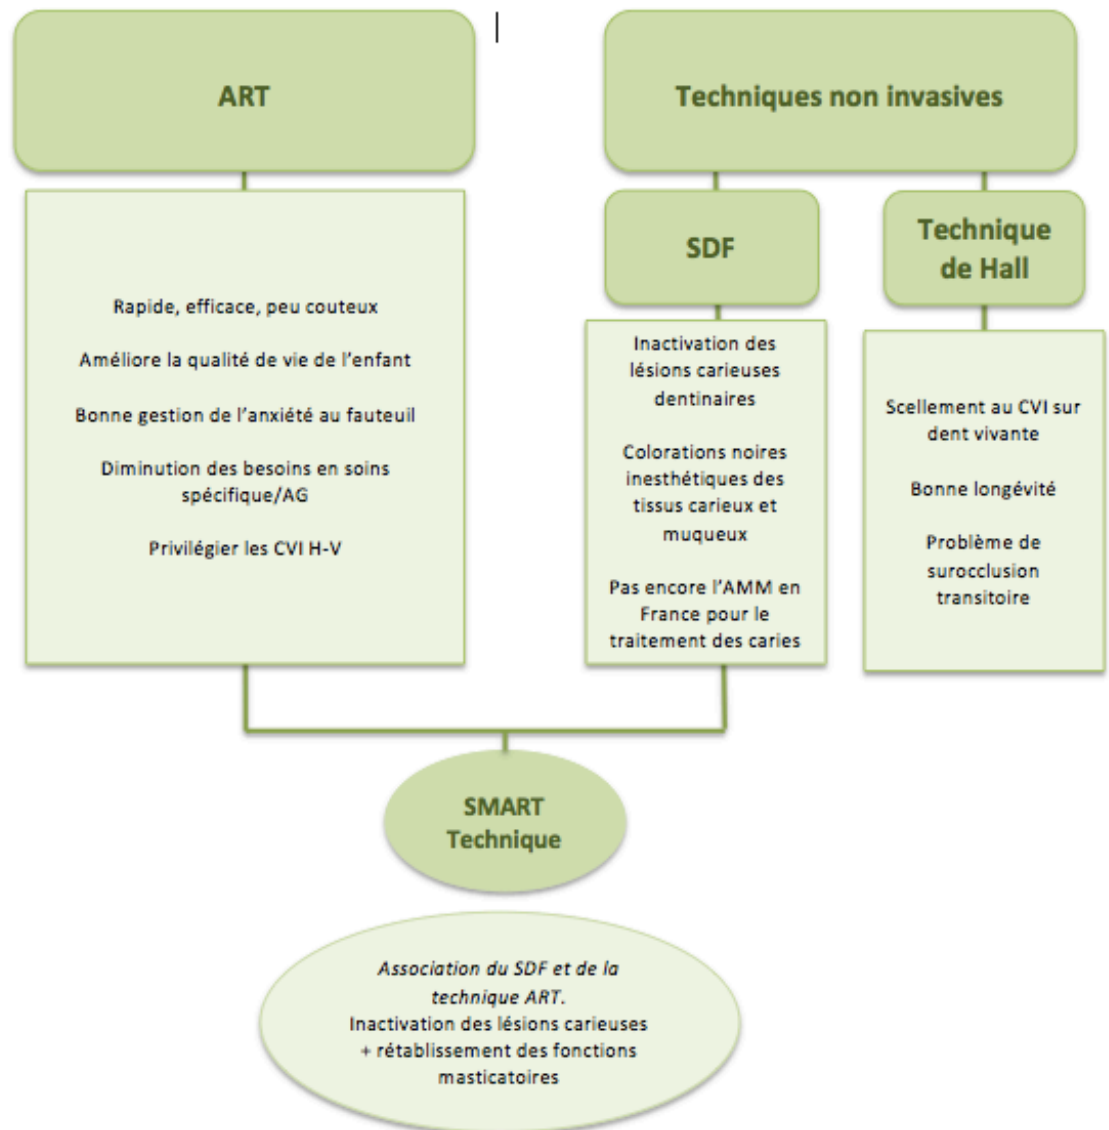 ART
Rapide, efficace, peu couteux
Améliore la qualité de vie de l'enfant
Bonne gestion de l'anxiété au fauteuil
Diminution des besoins en soins
spécifique/AG
Privilégier les CVI H-V
Techniques non invasives
SDF
Inactivation des
lésions carieuses
dentinaires
Colorations noires
inesthétiques des
tissus carieux et
muqueux
Pas encore l'AMM en
France pour le
traitement des caries
Technique
de Hall
Scellement au CVI sur
dent vivante
Bonne longévité
Problème de
surocclusion
transitoire
SMART
Technique
Association du SDF et de la
technique ART.
Inactivation des lésions carieuses
+ rétablissement des fonctions
masticatoires